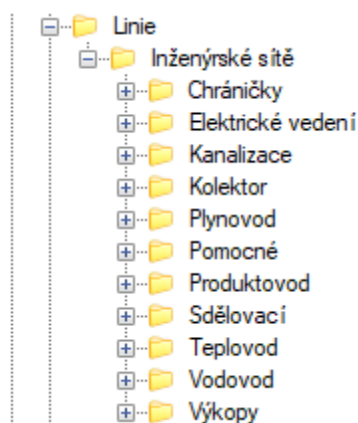 Linie
Inženýrské sítě
Chráničky
Elektrické vedení
Kanalizace
Kolektor
Plynovod
Pomocné
Produktovod
Sdělovací
Teplovod
Vodovod
Výkopy